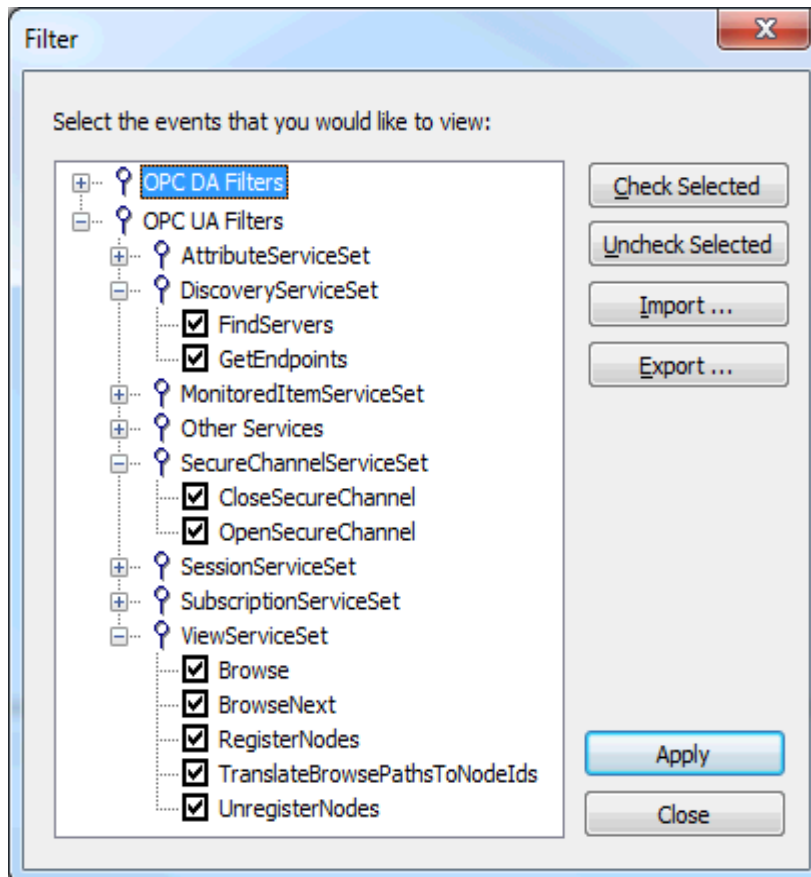 Filter
Select the events that you would like to view:
OPC DA Filters
OPC UA Filters
AttributeServiceSet
DiscoveryServiceSet
FindServers
GetEndpoints
MonitoredItemServiceSet
Other Services
SecureChannelServiceSet
CloseSecureChannel
OpenSecureChannel
SessionServiceSet
SubscriptionServiceSet
ViewServiceSet
Browse
BrowseNext
RegisterNodes
TranslateBrowsePathsToNodeIds
UnregisterNodes
Check Selected
Uncheck Selected
Import ...
Export ...
Apply
Close